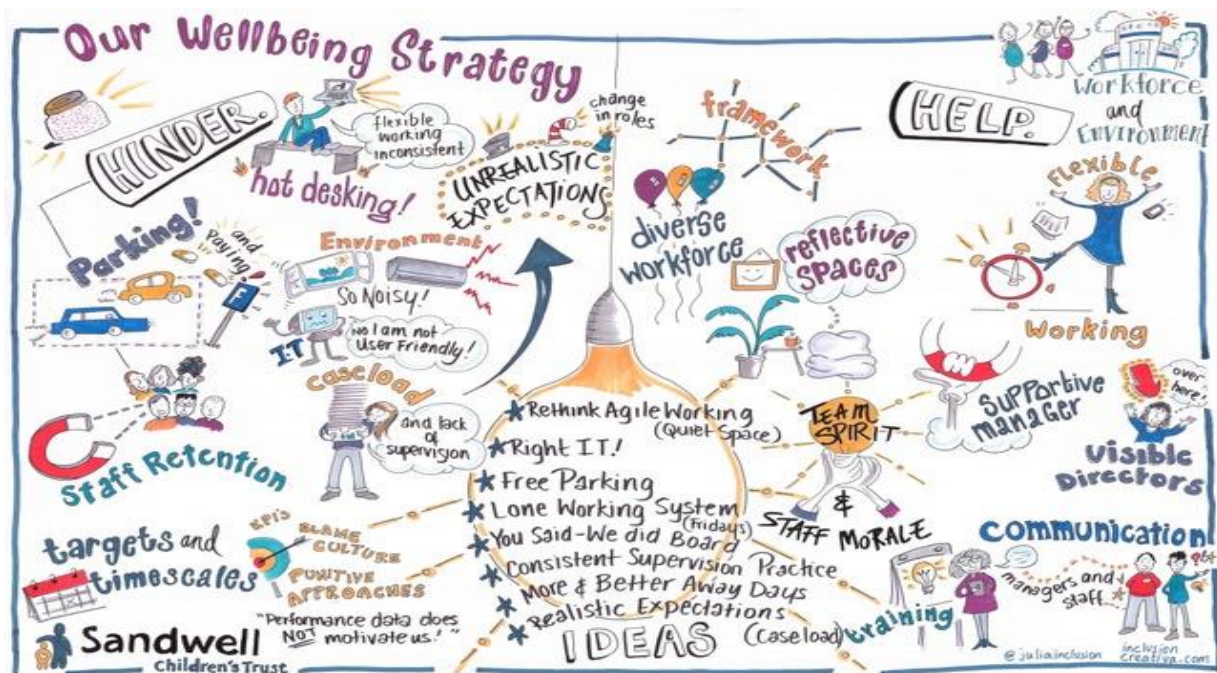 Our Wellbeing Strategy
HINDER.
flexible
working
inconsistent
hot desking!
change
in roles
UNREALISTIC
EXPECTATIONS
Parking!
and
Paying!
Environment
So Noisy!
I.T
No I am not
User Friendly!
caseload
and lack
of
supervision
Staff Retention
targets and
timescales
KPI's
BLAME
CULTURE
PUNITIVE
APPROACHES
"Performance data does
NOT motivate us!"
Sandwell
Children's Trust
framework
diverse
workforce
reflective
SPACES
HELP.
Workforce
and
Environment
Flexible
Working
SUPPORTIVE
manager
over
here!
Visible
Directors
TEAM
SPIRIT
&
STAFF MORALE
communication
managers and
staff
training
★ Rethink Agile Working
(Quiet Space)
★ Right IT!
★ Free Parking
★ Lone Working System
(Fridays)
★ You Said-We did Board
Consistent Supervision Practice
★ More & Better Away Days
★ Realistic Expectations
(Caseload)
IDEAS
@juliainclusion
inclusion
creativa.com